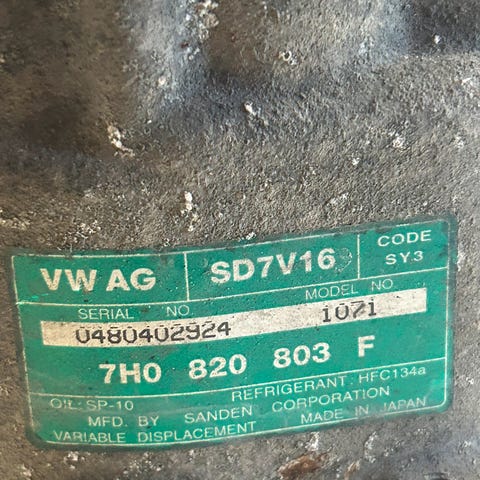 VW AG SD7V16 CODE SY3
SERIAL NO. MODEL NO.
0480402924 1071
7H0 820 803 F
OIL SP-10 REFRIGERANT: HFC134a
MFD. BY SANDEN CORPORATION
VARIABLE DISPLACEMENT MADE IN JAPAN